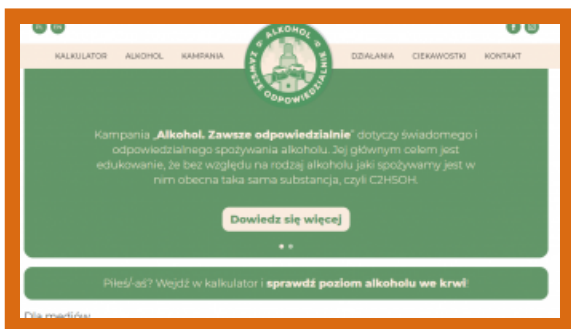 PL EN
ALKOHOL
ZAWSZE ODPOWIEDZIALNIE
KALKULATOR ALKOHOL KAMPANIA DZIAŁANIA CIEKAWOSTKI KONTAKT
Kampania „Alkohol. Zawsze odpowiedzialnie" dotyczy świadomego i
odpowiedzialnego spożywania alkoholu. Jej głównym celem jest
edukowanie, że bez względu na rodzaj alkoholu jaki spożywamy jest w
nim obecna taka sama substancja, czyli C2H5OH.
Dowiedz się więcej
Piłeś/-aś? Wejdź w kalkulator i sprawdź poziom alkoholu we krwi!
Dla mediów